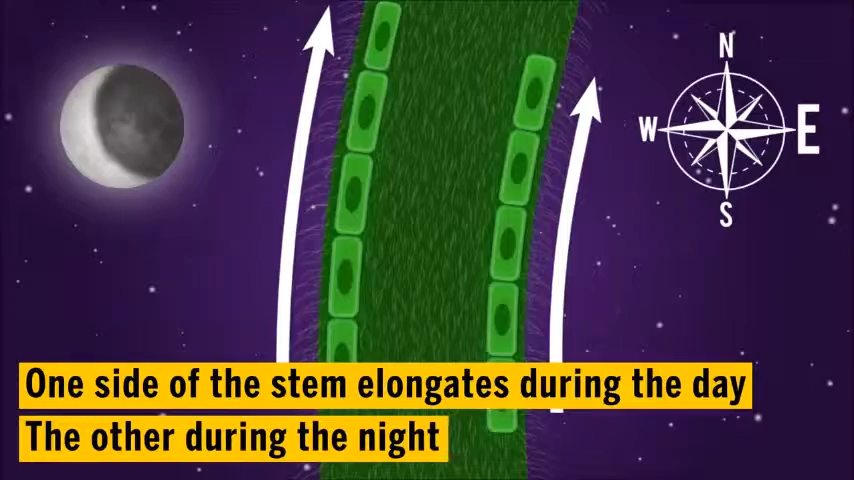 N
W E
S
One side of the stem elongates during the day
The other during the night